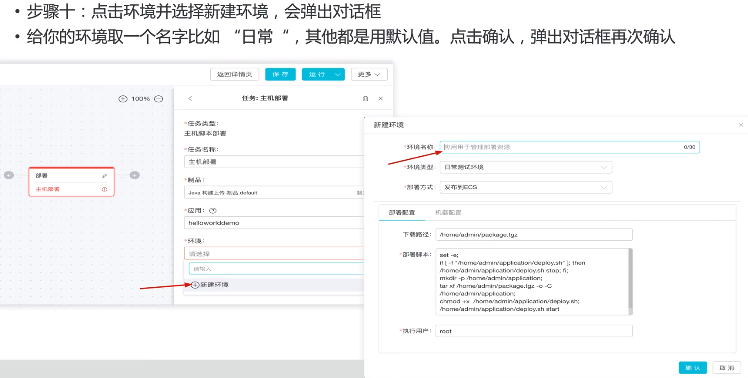 • 步骤十：点击环境并选择新建环境，会弹出对话框
• 给你的环境取一个名字比如 “日常“，其他都是用默认值。点击确认，弹出对话框再次确认
返回详情页 保 存 运 行 更多
100%
任务: 主机部署
*任务类型:
主机脚本部署
*任务名称:
主机部署
*制品:
Java 构建上传.制品.default
*应用:
helloworlddemo
*环境:
请选择
请输入
新建环境
部署
主机部署
新建环境
*环境名称: 应用于管理部署资源 0/30
*环境类型: 日常测试环境
*部署方式: 发布到ECS
部署配置 机器配置
下载路径: /home/admin/package.tgz
*部署脚本: set -e;
if [ -f "/home/admin/application/deploy.sh" ]; then
/home/admin/application/deploy.sh stop; fi;
mkdir -p /home/admin/application;
tar xf /home/admin/package.tgz -o -C
/home/admin/application;
chmod +x /home/admin/application/deploy.sh;
/home/admin/application/deploy.sh start
*执行用户: root
确 认 取 消